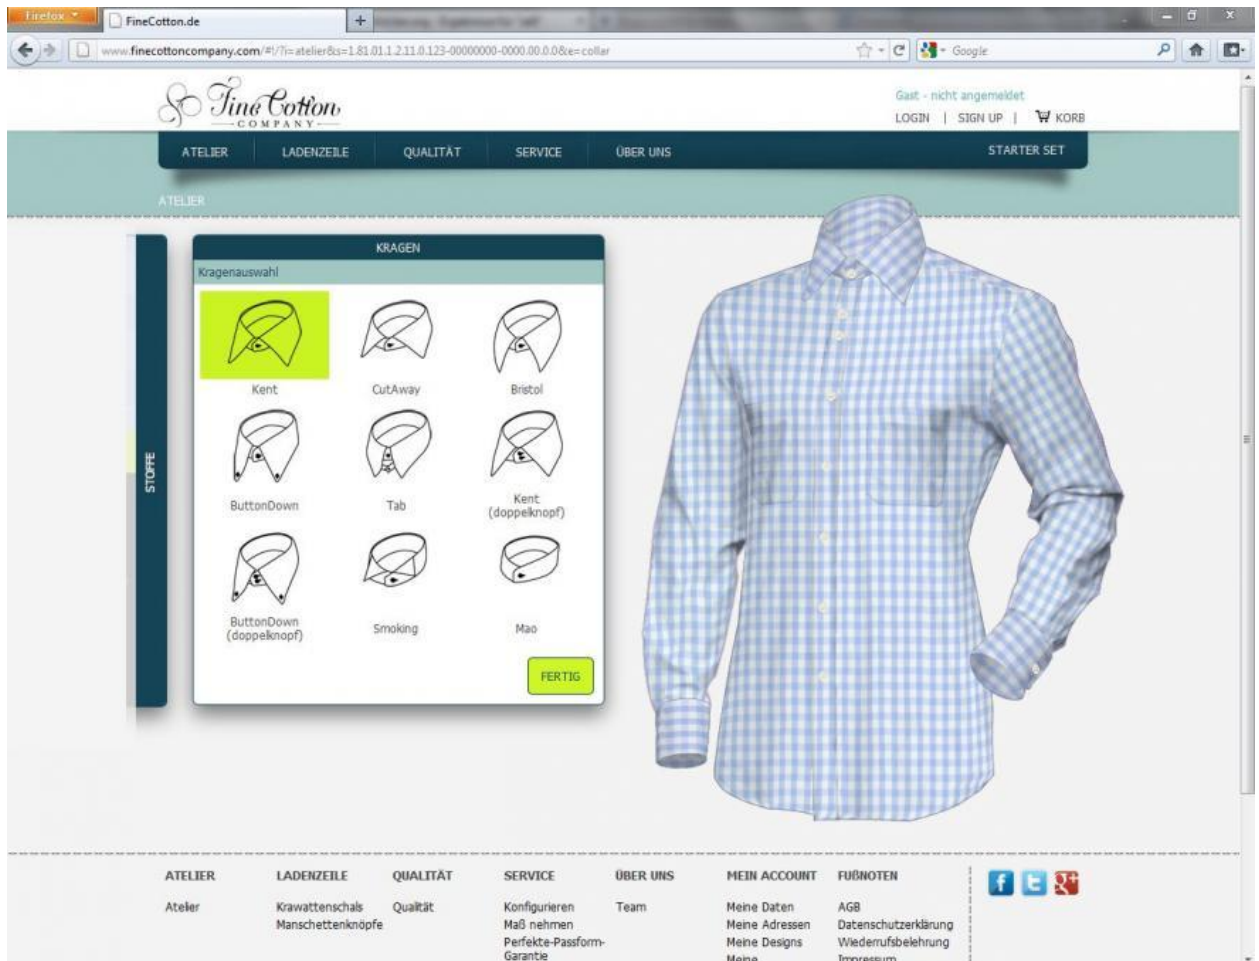 Firefox
FineCotton.de
www.finecottoncompany.com/#!/?i=atelier&s=1.81.01.1.2.11.0.123-00000000-0000.00.0.0&e=collar
Google
Fine Cotton
COMPANY
Gast - nicht angemeldet
LOGIN | SIGN UP | KORB
ATELIER LADENZEILE QUALITÄT SERVICE ÜBER UNS STARTER SET
ATELIER
STOFFE
KRAGEN
Kragenauswahl
Kent CutAway Bristol
ButtonDown Tab Kent
(doppelknopf)
ButtonDown
(doppelknopf) Smoking Mao
FERTIG
ATELIER LADENZEILE QUALITÄT SERVICE ÜBER UNS MEIN ACCOUNT FUßNOTEN
Atelier Krawattenschals Qualität Konfigurieren Team Meine Daten AGB
Manschettenknöpfe Maß nehmen Meine Adressen Datenschutzerklärung
Perfekte-Passform- Meine Designs Wiederrufsbelehrung
Garantie Meine Impressum